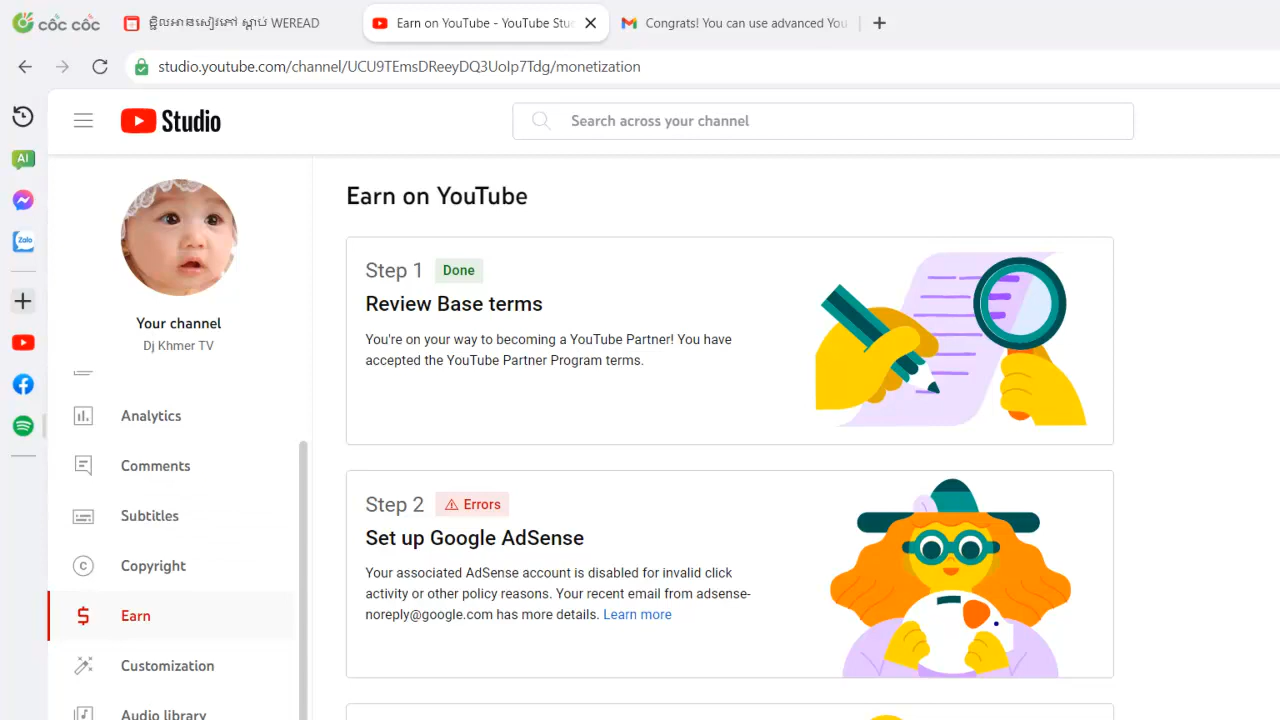 cốc cốc
ឌ្ឌិលអានសៀវភៅ ស្តាប់ WEREAD
Earn on YouTube - YouTube Stu
Congrats! You can use advanced You
studio.youtube.com/channel/UCU9TEmsDReeyDQ3UoIp7Tdg/monetization
AI
Zalo
Studio
Search across your channel
Your channel
Dj Khmer TV
Analytics
Comments
Subtitles
Copyright
Earn
Customization
Audio library
Earn on YouTube
Step 1 Done
Review Base terms
You're on your way to becoming a YouTube Partner! You have
accepted the YouTube Partner Program terms.
Step 2 Errors
Set up Google AdSense
Your associated AdSense account is disabled for invalid click
activity or other policy reasons. Your recent email from adsense-
noreply@google.com has more details. Learn more